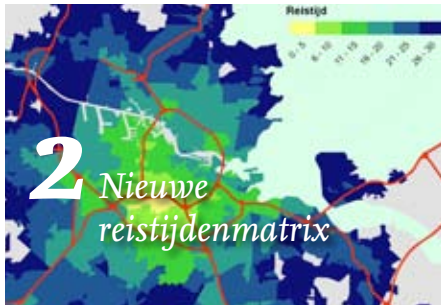 Reistijd
0 - 5
6 - 10
11 - 15
16 - 20
21 - 25
26 - 30
2 Nieuwe
reistijdenmatrix